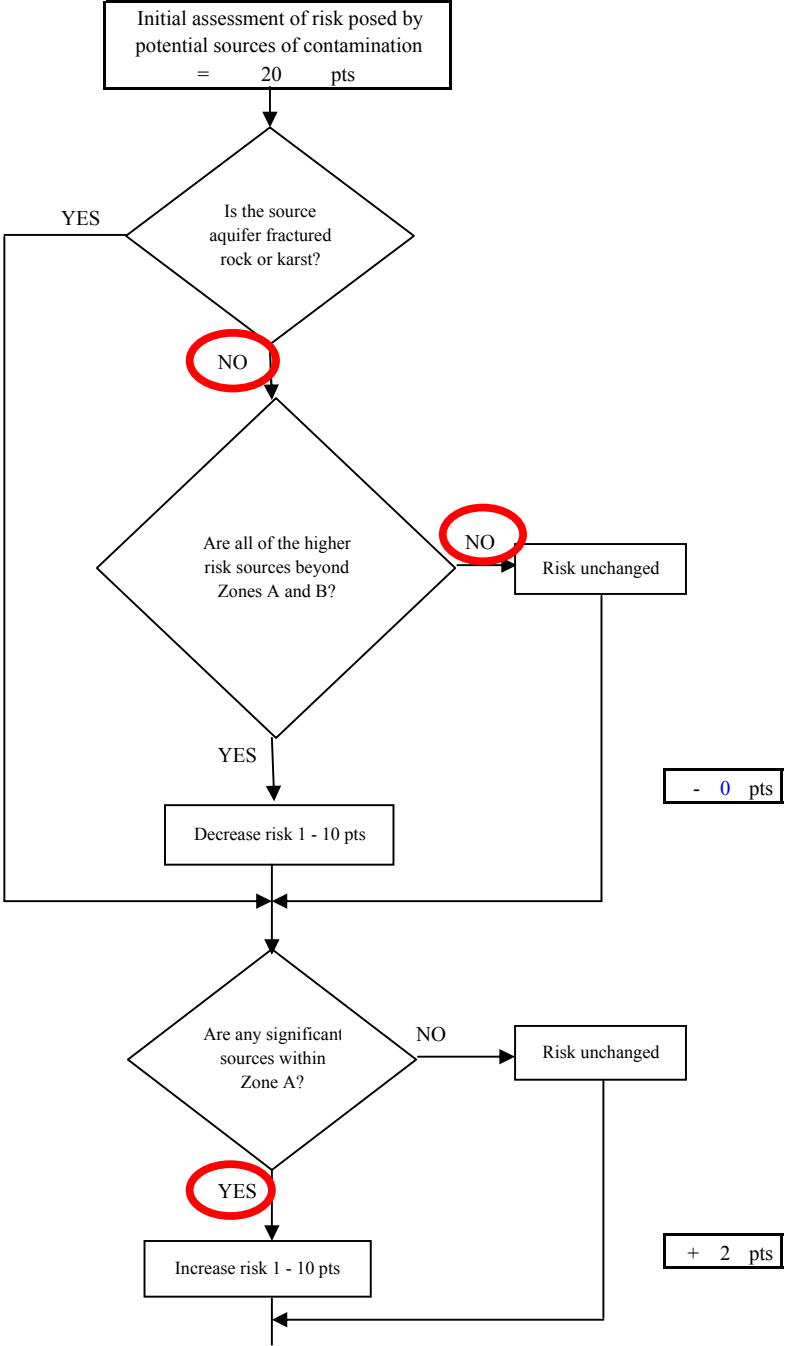 Initial assessment of risk posed by
potential sources of contamination
= 20 pts
YES
Is the source
aquifer fractured
rock or karst?
NO
Are all of the higher
risk sources beyond
Zones A and B?
NO
Risk unchanged
YES
- 0 pts
Decrease risk 1 - 10 pts
Are any significant
sources within
Zone A?
NO
Risk unchanged
YES
+ 2 pts
Increase risk 1 - 10 pts